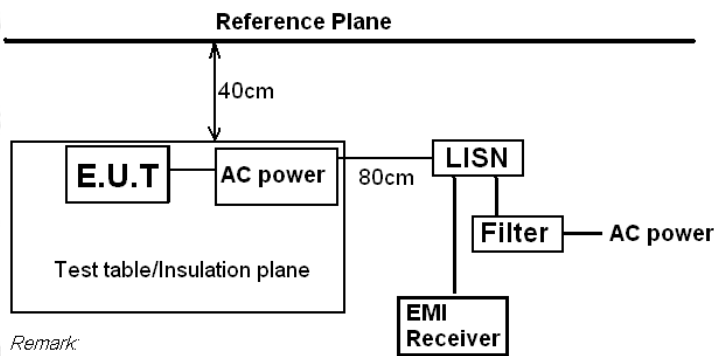 Reference Plane
40cm
E.U.T
AC power
80cm
LISN
Filter
AC power
Test table/Insulation plane
EMI
Receiver
Remark: